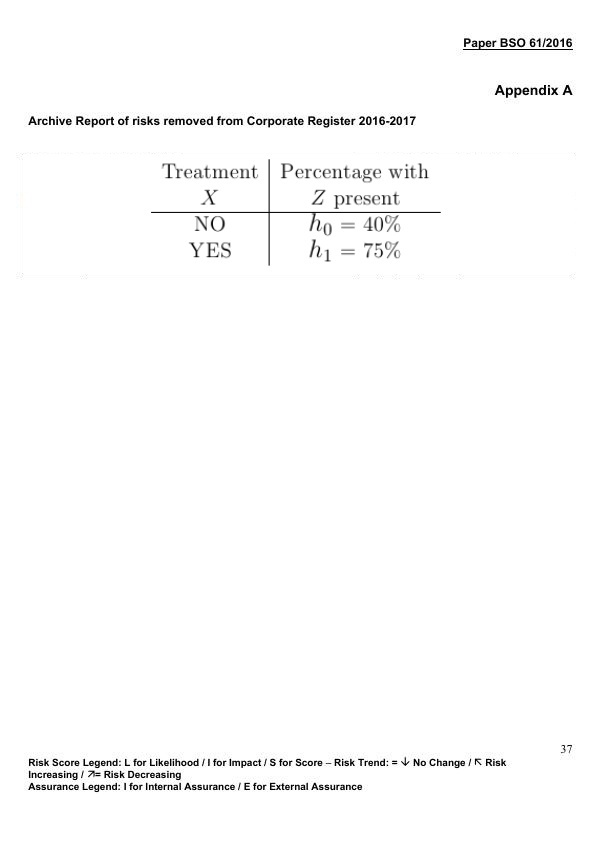 Paper BSO 61/2016
Appendix A
Archive Report of risks removed from Corporate Register 2016-2017
Treatment Percentage with
X Z present
NO h₀ = 40%
YES h₁ = 75%
37
Risk Score Legend: L for Likelihood / I for Impact / S for Score – Risk Trend: = ↓ No Change / ↖ Risk
Increasing / ↗= Risk Decreasing
Assurance Legend: I for Internal Assurance / E for External Assurance